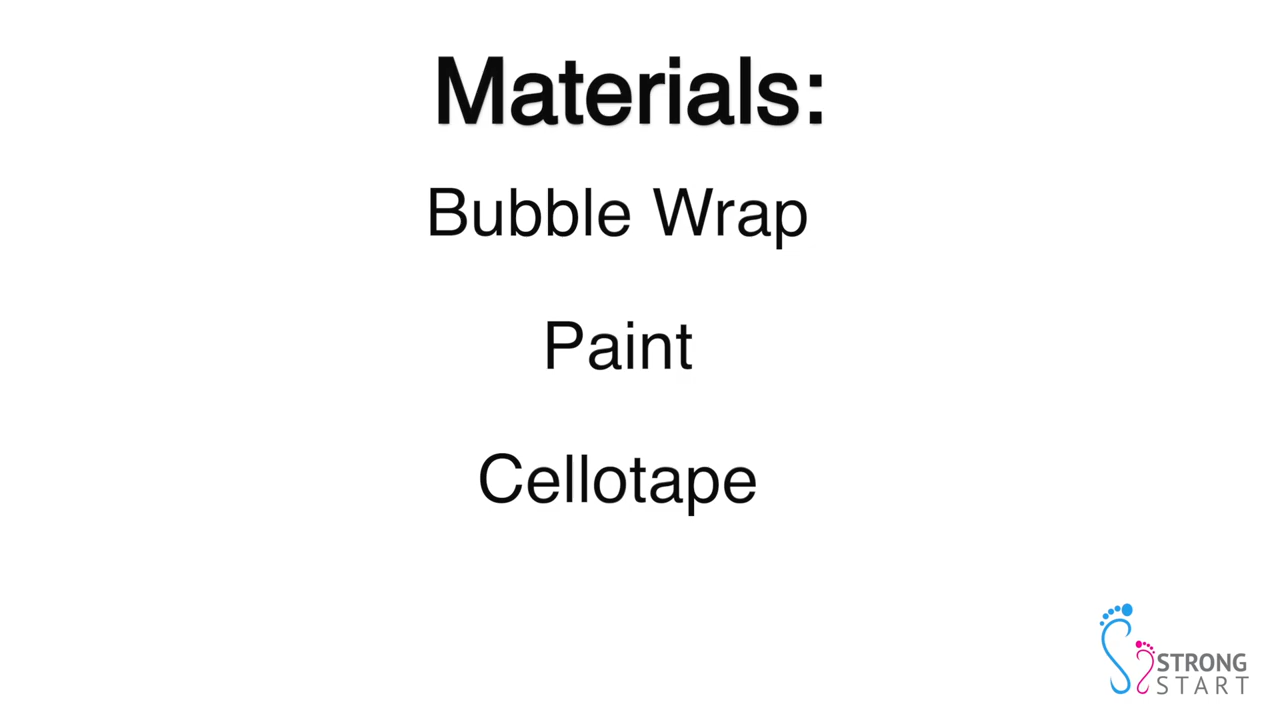 Materials:
Bubble Wrap
Paint
Cellotape
STRONG
START